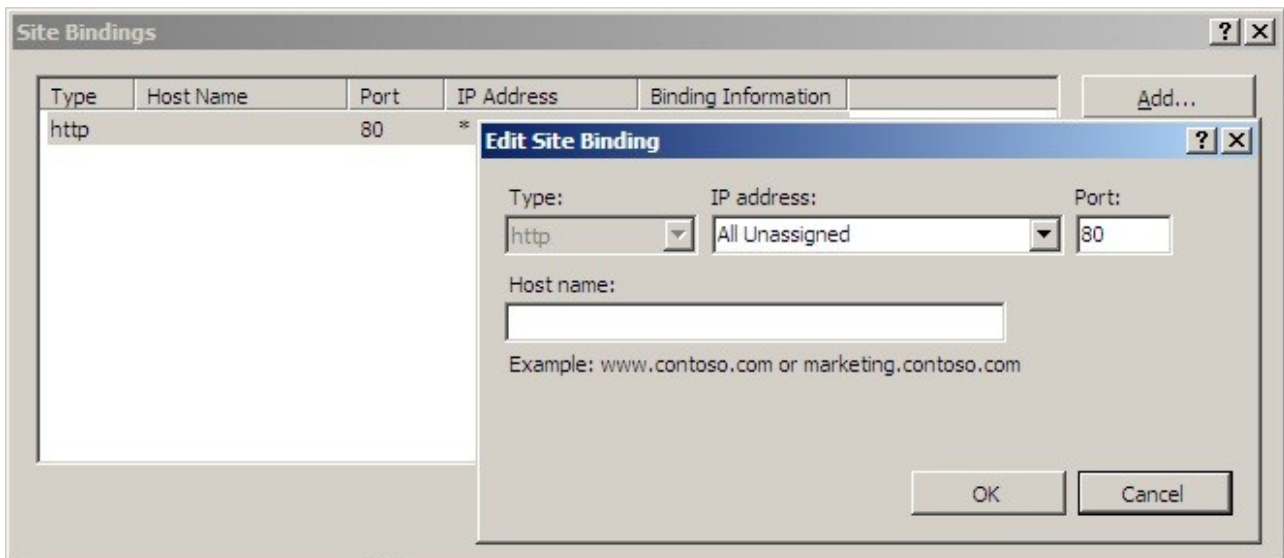 Site Bindings
Type Host Name Port IP Address Binding Information
Add...
http 80 *
Edit Site Binding
Type: IP address: Port:
http All Unassigned 80
Host name:
Example: www.contoso.com or marketing.contoso.com
OK Cancel